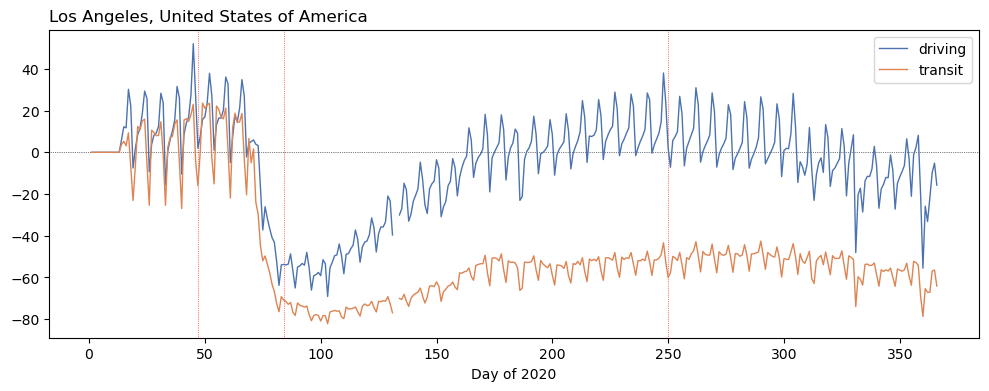 Los Angeles, United States of America
driving
transit
40
20
0
−20
−40
−60
−80
0 50 100 150 200 250 300 350
Day of 2020